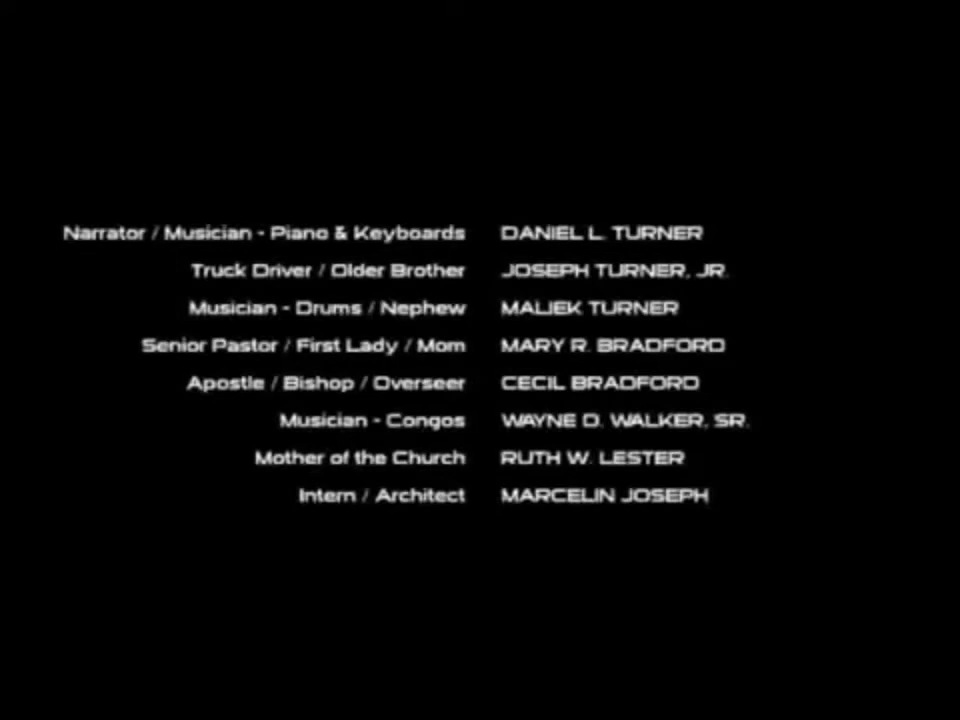 Narrator / Musician - Piano & Keyboards DANIEL L. TURNER
Truck Driver / Older Brother JOSEPH TURNER, JR.
Musician - Drums / Nephew MALIEK TURNER
Senior Pastor / First Lady / Mom MARY R. BRADFORD
Apostle / Bishop / Overseer CECIL BRADFORD
Musician - Congos WAYNE D. WALKER, SR.
Mother of the Church RUTH W. LESTER
Intern / Architect MARCELIN JOSEPH